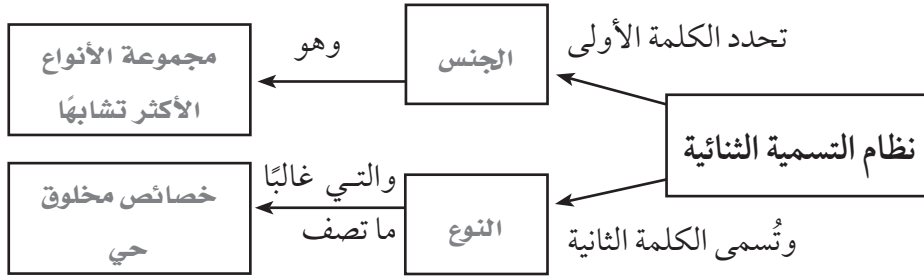 نظام التسمية الثنائية
تحدد الكلمة الأولى
الجنس
وهو
مجموعة الأنواع
الأكثر تشابهًا
وتُسمى الكلمة الثانية
النوع
والتي غالبًا
ما تصف
خصائص مخلوق
حي